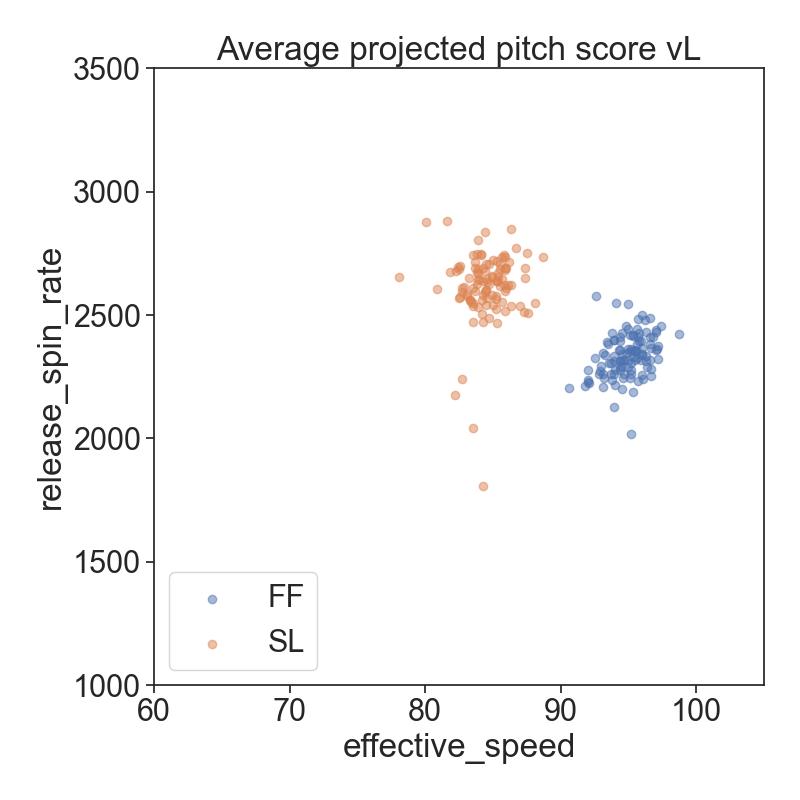 Average projected pitch score vL
3500
3000
2500
2000
1500
1000
release_spin_rate
FF
SL
60
70
80
90
100
effective_speed